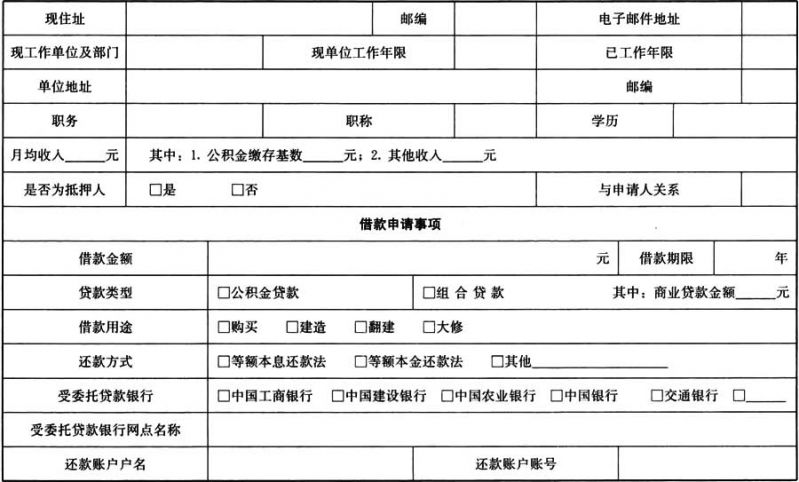 现住址 邮编 电子邮件地址
现工作单位及部门 现单位工作年限 已工作年限
单位地址 邮编
职务 职称 学历
月均收入______元 其中：1. 公积金缴存基数______元；2. 其他收入______元
是否为抵押人 □是 □否 与申请人关系
借款申请事项
借款金额 元 借款期限 年
贷款类型 □公积金贷款 □组合贷款 其中：商业贷款金额______元
借款用途 □购买 □建造 □翻建 □大修
还款方式 □等额本息还款法 □等额本金还款法 □其他____________________
受委托贷款银行 □中国工商银行 □中国建设银行 □中国农业银行 □中国银行 □交通银行 □______
受委托贷款银行网点名称
还款账户户名 还款账户账号